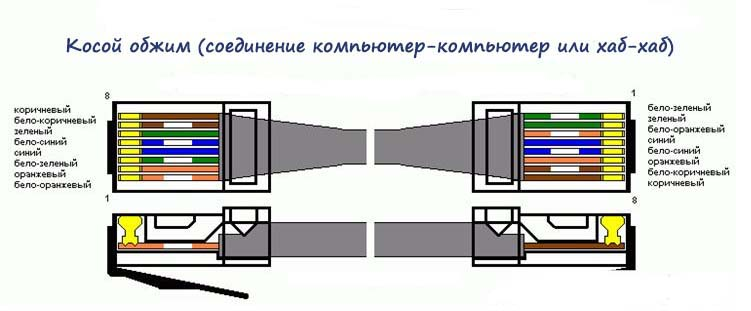 Косой обжим (соединение компьютер-компьютер или хаб-хаб)
8
коричневый
бело-коричневый
зеленый
бело-синий
синий
бело-зеленый
оранжевый
бело-оранжевый
1
1
бело-зеленый
зеленый
бело-оранжевый
синий
бело-синий
оранжевый
бело-коричневый
коричневый
8